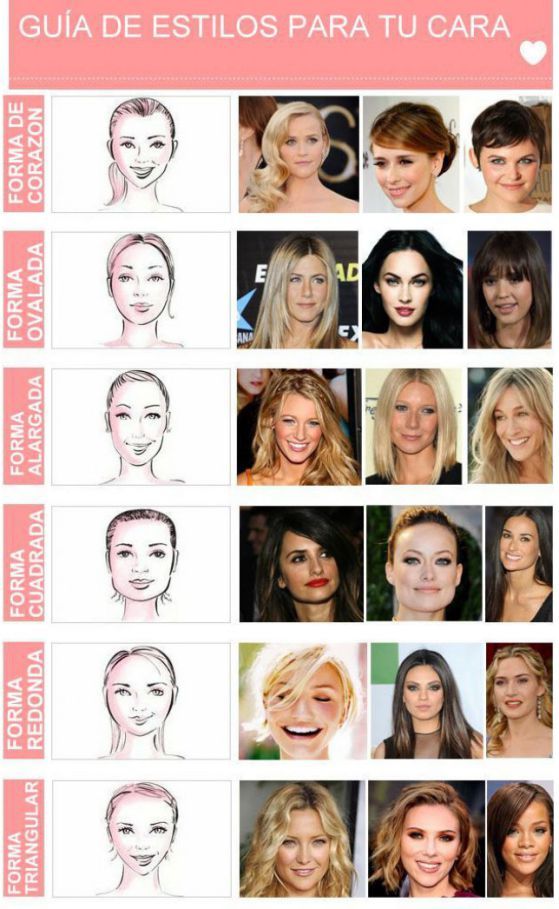 GUÍA DE ESTILOS PARA TU CARA
FORMA DE
CORAZON
FORMA
OVALADA
FORMA
ALARGADA
FORMA
CUADRADA
FORMA
REDONDA
FORMA
TRIANGULAR